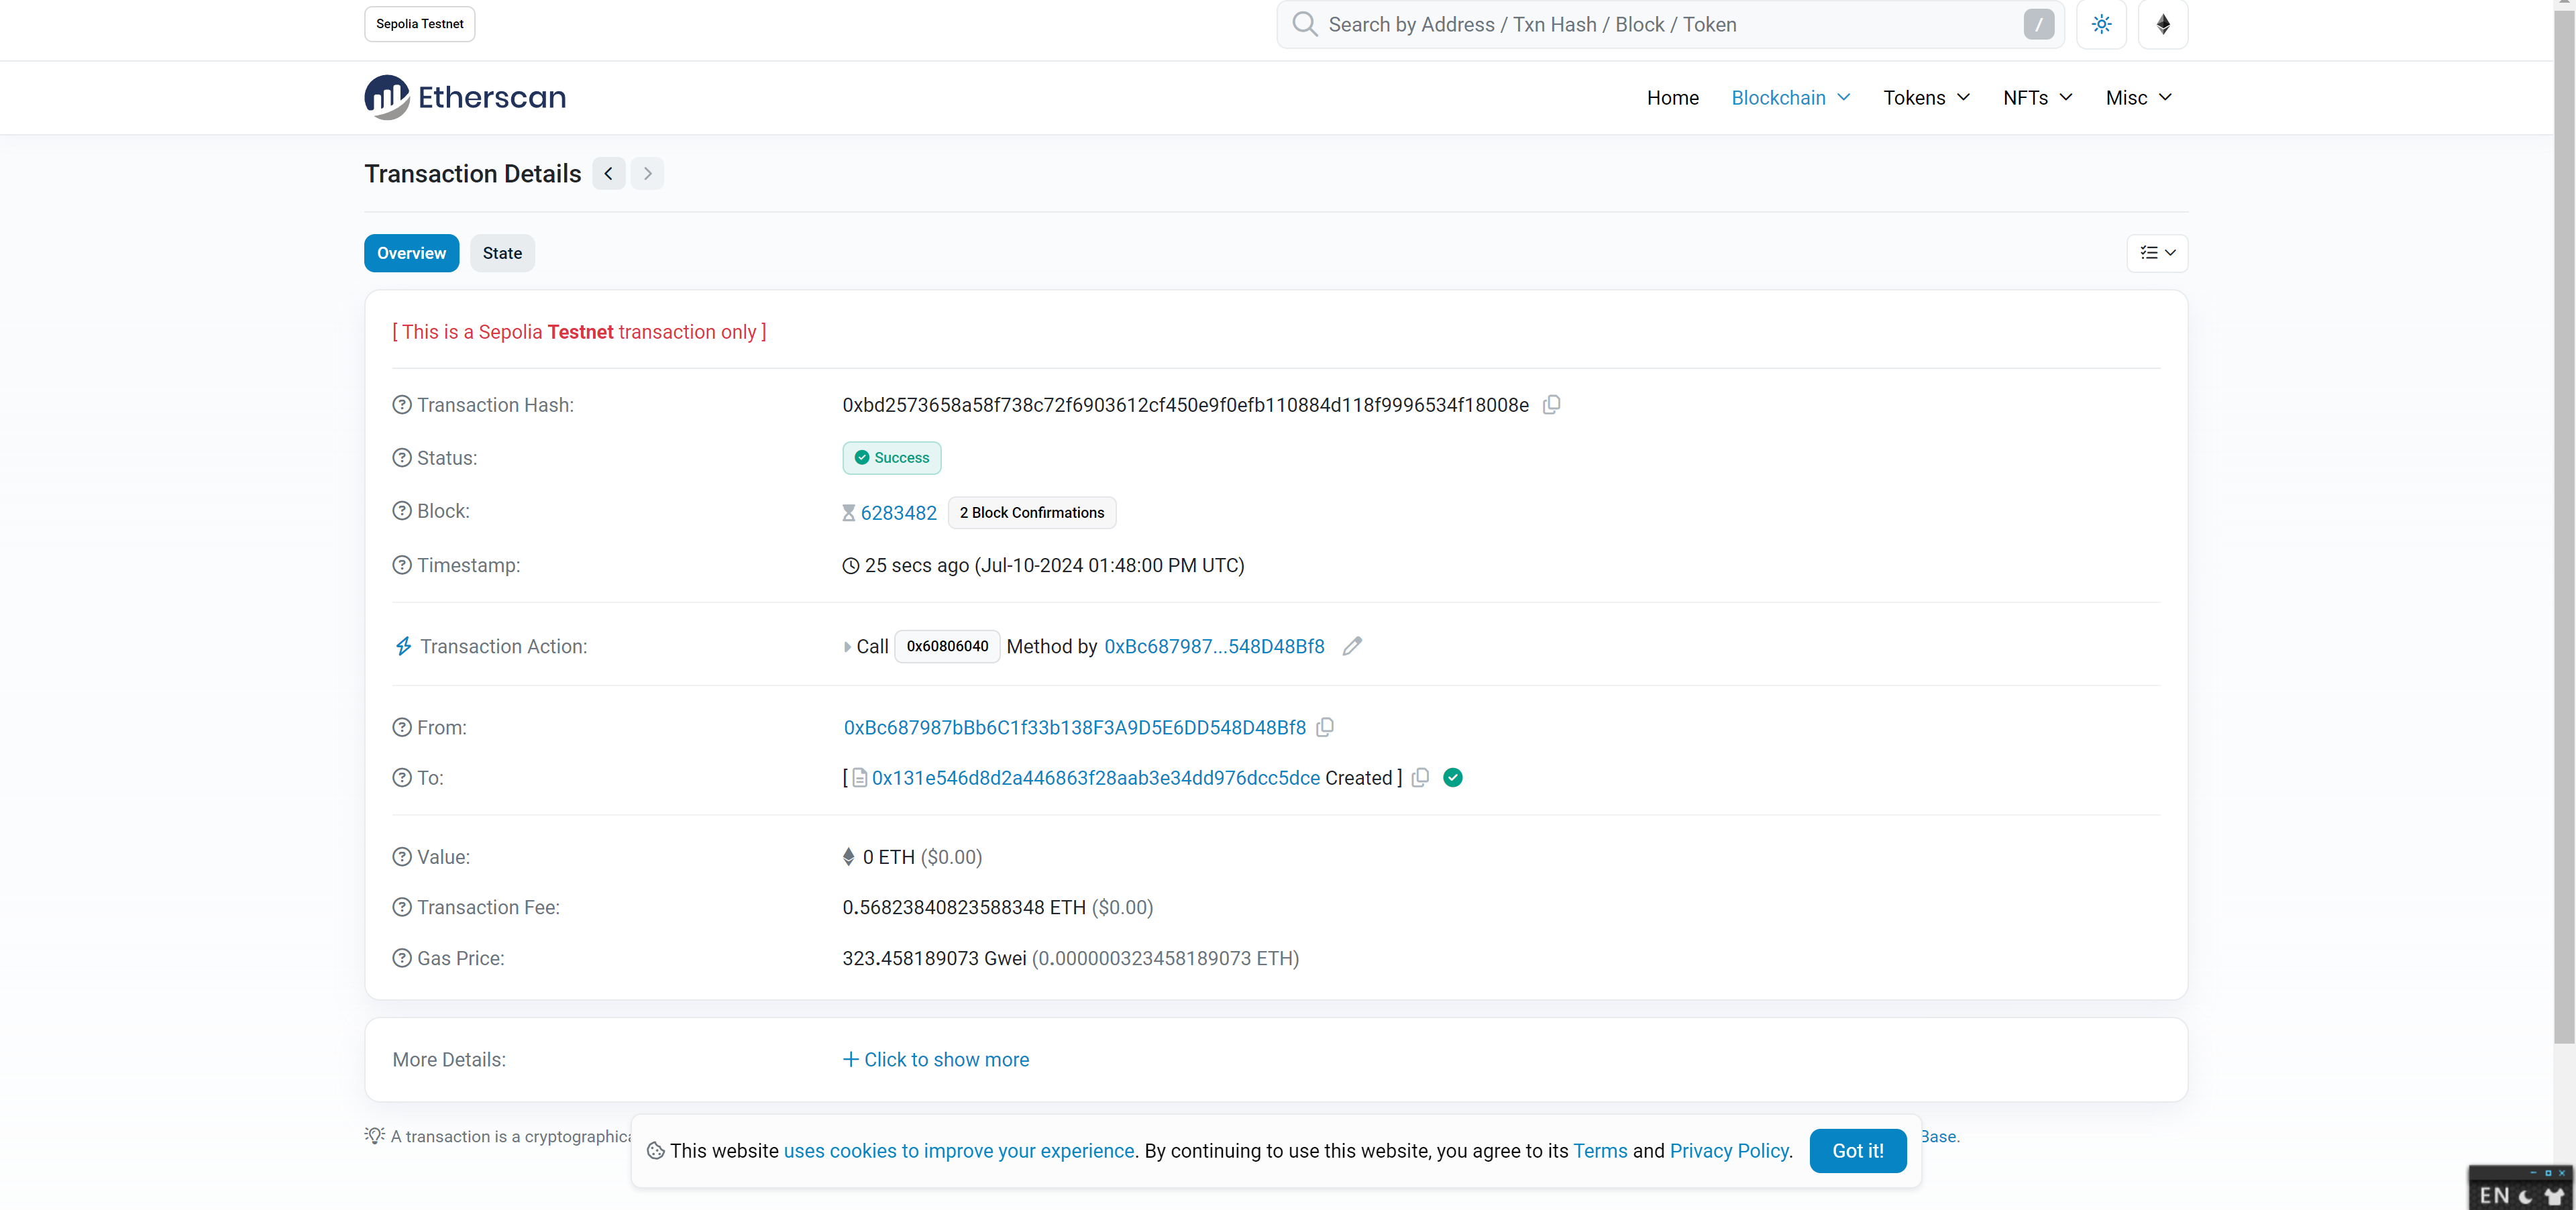 Sepolia Testnet
Search by Address / Txn Hash / Block / Token
/
Etherscan
Home
Blockchain
Tokens
NFTs
Misc
Transaction Details
Overview
State
[ This is a Sepolia Testnet transaction only ]
Transaction Hash:
0xbd2573658a58f738c72f6903612cf450e9f0efb110884d118f9996534f18008e
Status:
Success
Block:
6283482
2 Block Confirmations
Timestamp:
25 secs ago (Jul-10-2024 01:48:00 PM UTC)
Transaction Action:
Call 0x60806040 Method by 0xBc687987...548D48Bf8
From:
0xBc687987bBb6C1f33b138F3A9D5E6DD548D48Bf8
To:
[ 0x131e546d8d2a446863f28aab3e34dd976dcc5dce Created ]
Value:
0 ETH ($0.00)
Transaction Fee:
0.56823840823588348 ETH ($0.00)
Gas Price:
323.458189073 Gwei (0.000000323458189073 ETH)
More Details:
Click to show more
A transaction is a cryptographica
Base.
This website uses cookies to improve your experience. By continuing to use this website, you agree to its Terms and Privacy Policy.
Got it!
EN